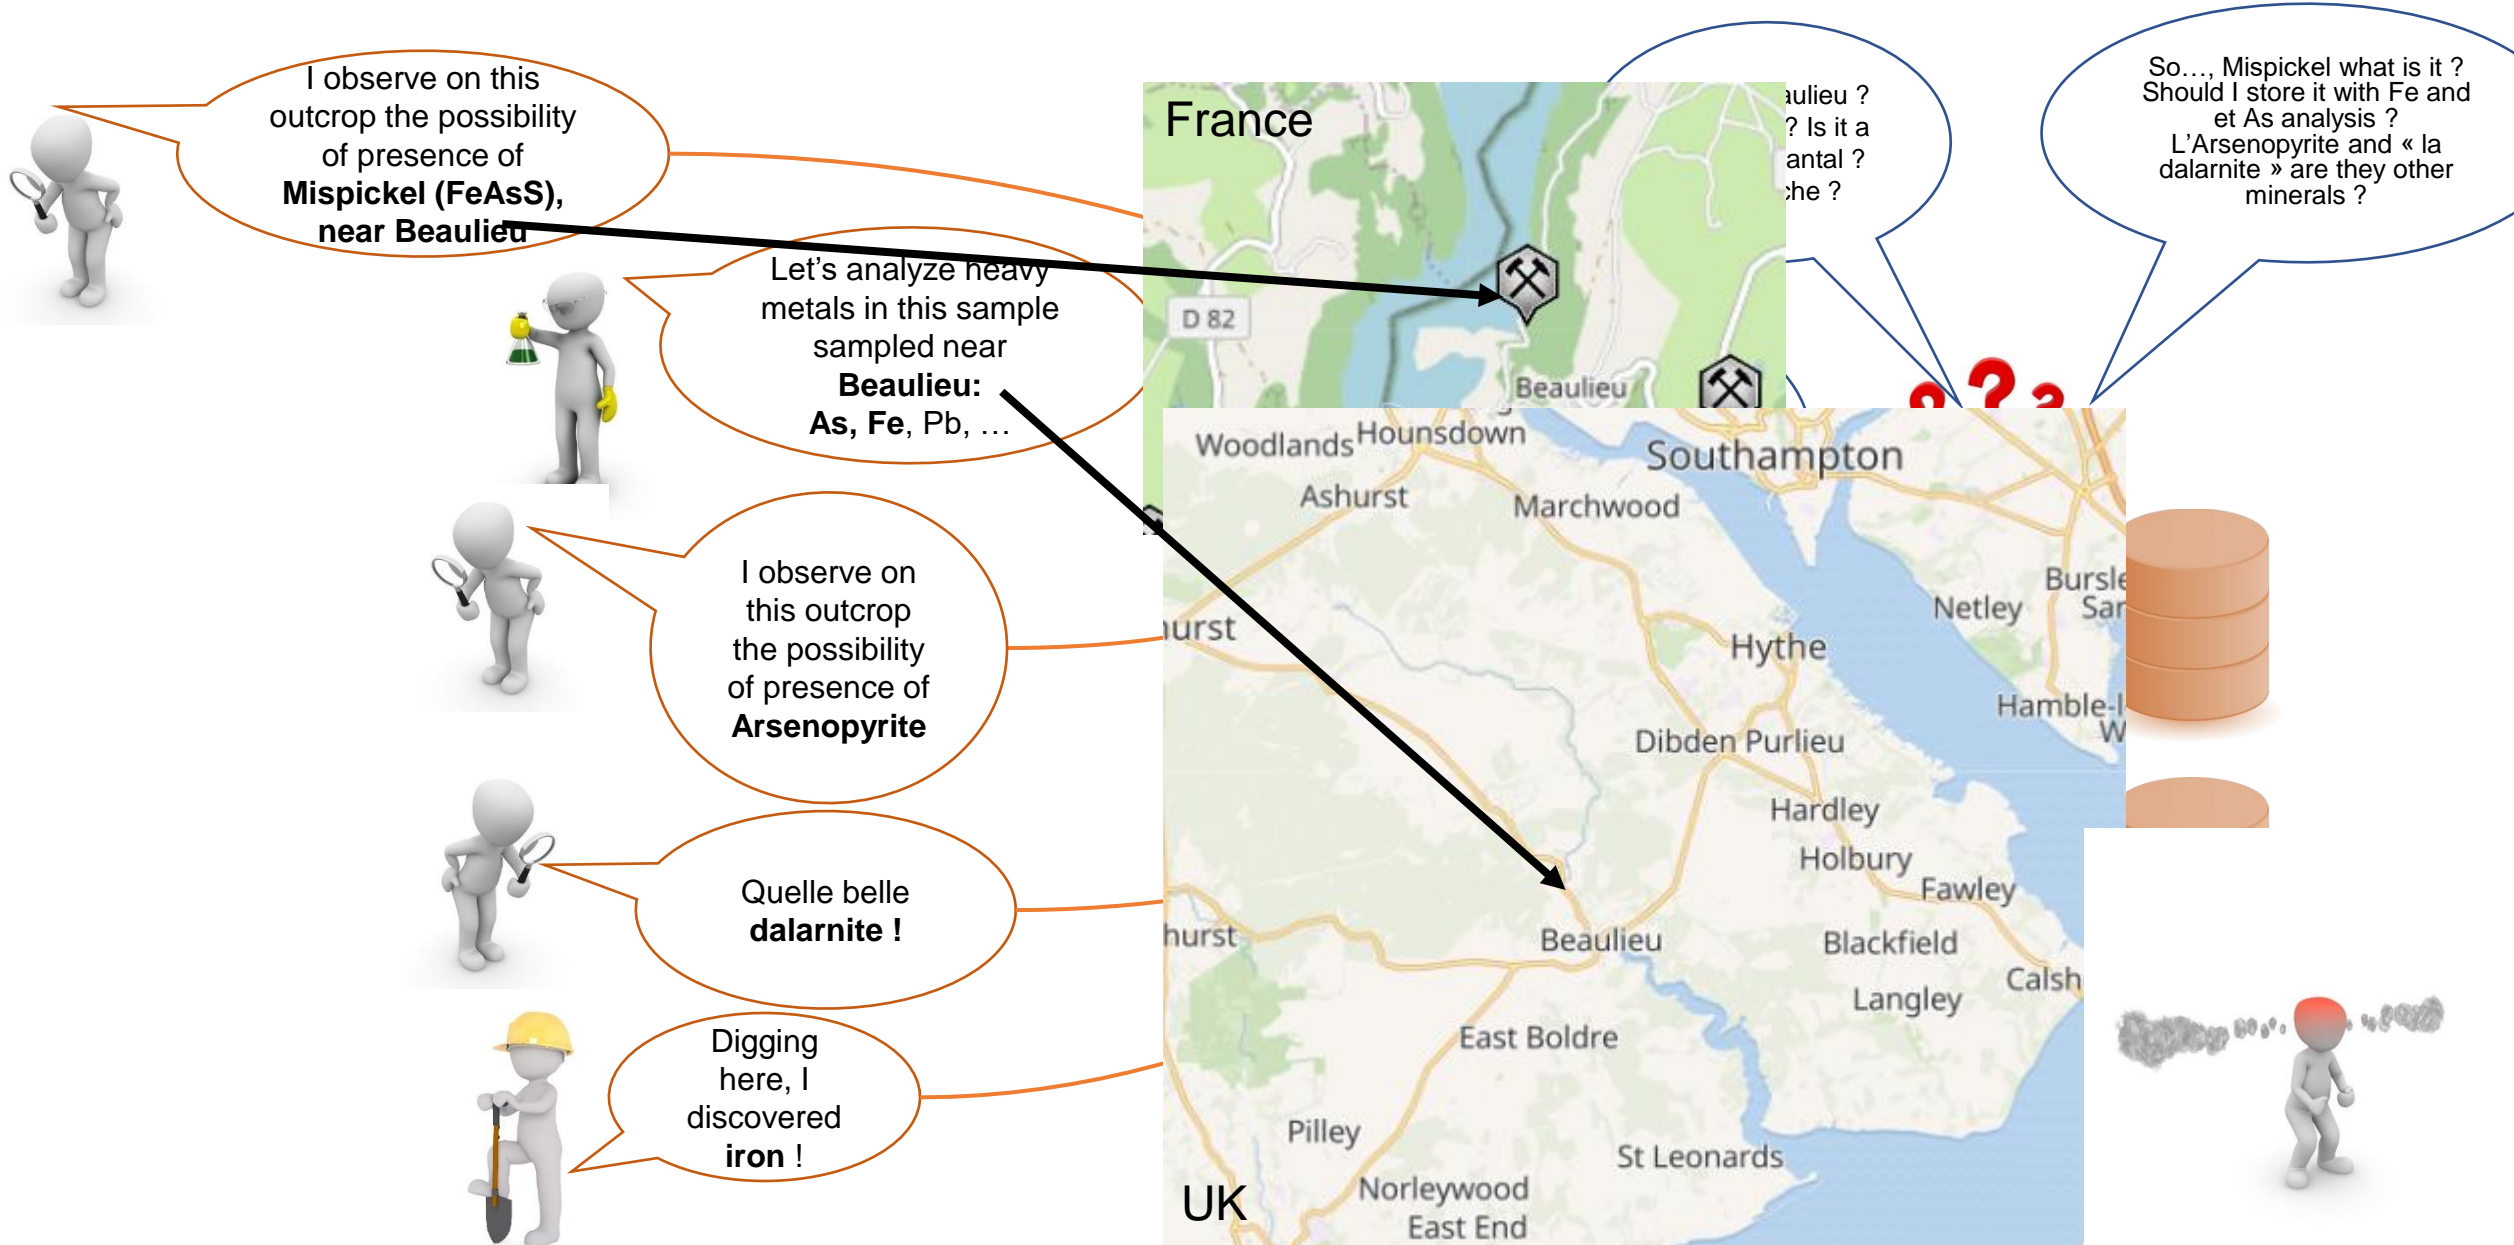 I observe on this
outcrop the possibility
of presence of
Mispickel (FeAsS),
near Beaulieu
Let's analyze heavy
metals in this sample
sampled near
Beaulieu:
As, Fe, Pb, …
I observe on
this outcrop
the possibility
of presence of
Arsenopyrite
Quelle belle
dalarnite !
Digging
here, I
discovered
iron !
France
D 82
Beaulieu
aulieu ?
? Is it a
antal ?
che ?
So…, Mispickel what is it ?
Should I store it with Fe and
et As analysis ?
L'Arsenopyrite and « la
dalarnite » are they other
minerals ?
? ? ?
Woodlands
Hounsdown
Southampton
Ashurst
Marchwood
Bursle
Netley
Sar
urst
Hythe
Hamble-l
W
Dibden Purlieu
Hardley
Holbury
Fawley
hurst
Beaulieu
Blackfield
Calsh
Langley
East Boldre
Pilley
St Leonards
Norleywood
East End
UK